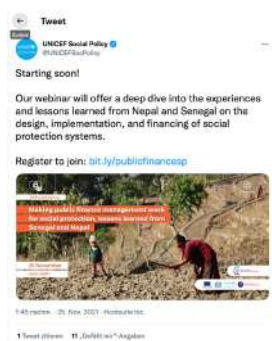 Tweet
UNICEF Social Policy
@UNICEFSocPolicy
Starting soon!
Our webinar will offer a deep dive into the experiences
and lessons learned from Nepal and Senegal on the
design, implementation, and financing of social
protection systems.
Register to join: bit.ly/publicfinancesp
Making public finance management work
for social protection, lessons learned from
Senegal and Nepal
1:45 nachm. · 25. Nov. 2021 · Hootsuite Inc.
1 Tweet zitieren 11 „Gefällt mir“-Angaben